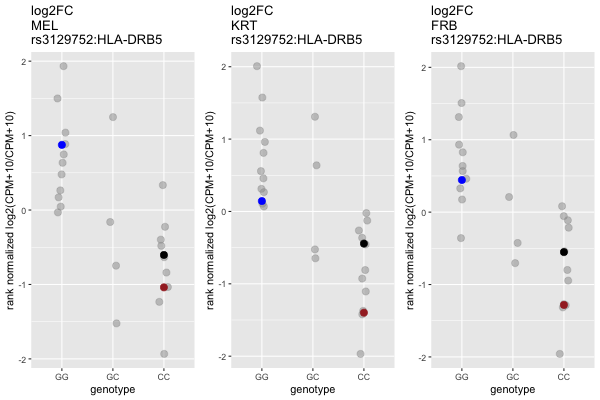 log2FC
MEL
rs3129752:HLA-DRB5
rank normalized log2(CPM+10/CPM+10)
2
1
0
-1
-2
GG
GC
CC
genotype
log2FC
KRT
rs3129752:HLA-DRB5
rank normalized log2(CPM+10/CPM+10)
2
1
0
-1
-2
GG
GC
CC
genotype
log2FC
FRB
rs3129752:HLA-DRB5
rank normalized log2(CPM+10/CPM+10)
2
1
0
-1
-2
GG
GC
CC
genotype